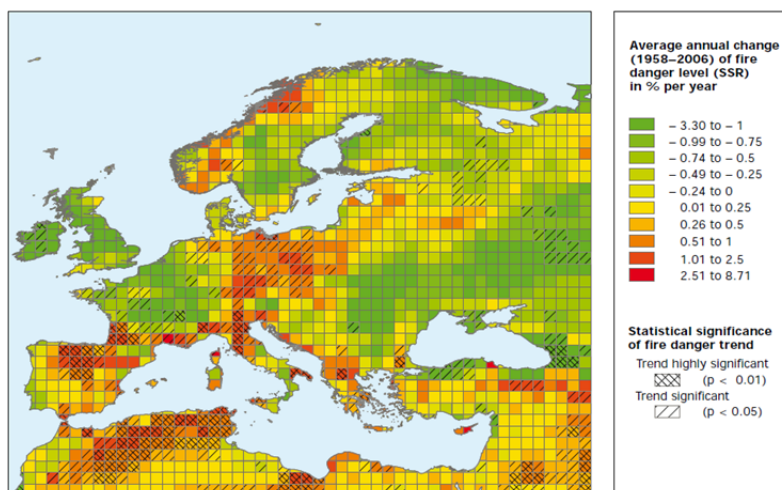 Average annual change
(1958–2006) of fire
danger level (SSR)
in % per year
– 3.30 to – 1
– 0.99 to – 0.75
– 0.74 to – 0.5
– 0.49 to – 0.25
– 0.24 to 0
0.01 to 0.25
0.26 to 0.5
0.51 to 1
1.01 to 2.5
2.51 to 8.71
Statistical significance
of fire danger trend
Trend highly significant
(p < 0.01)
Trend significant
(p < 0.05)